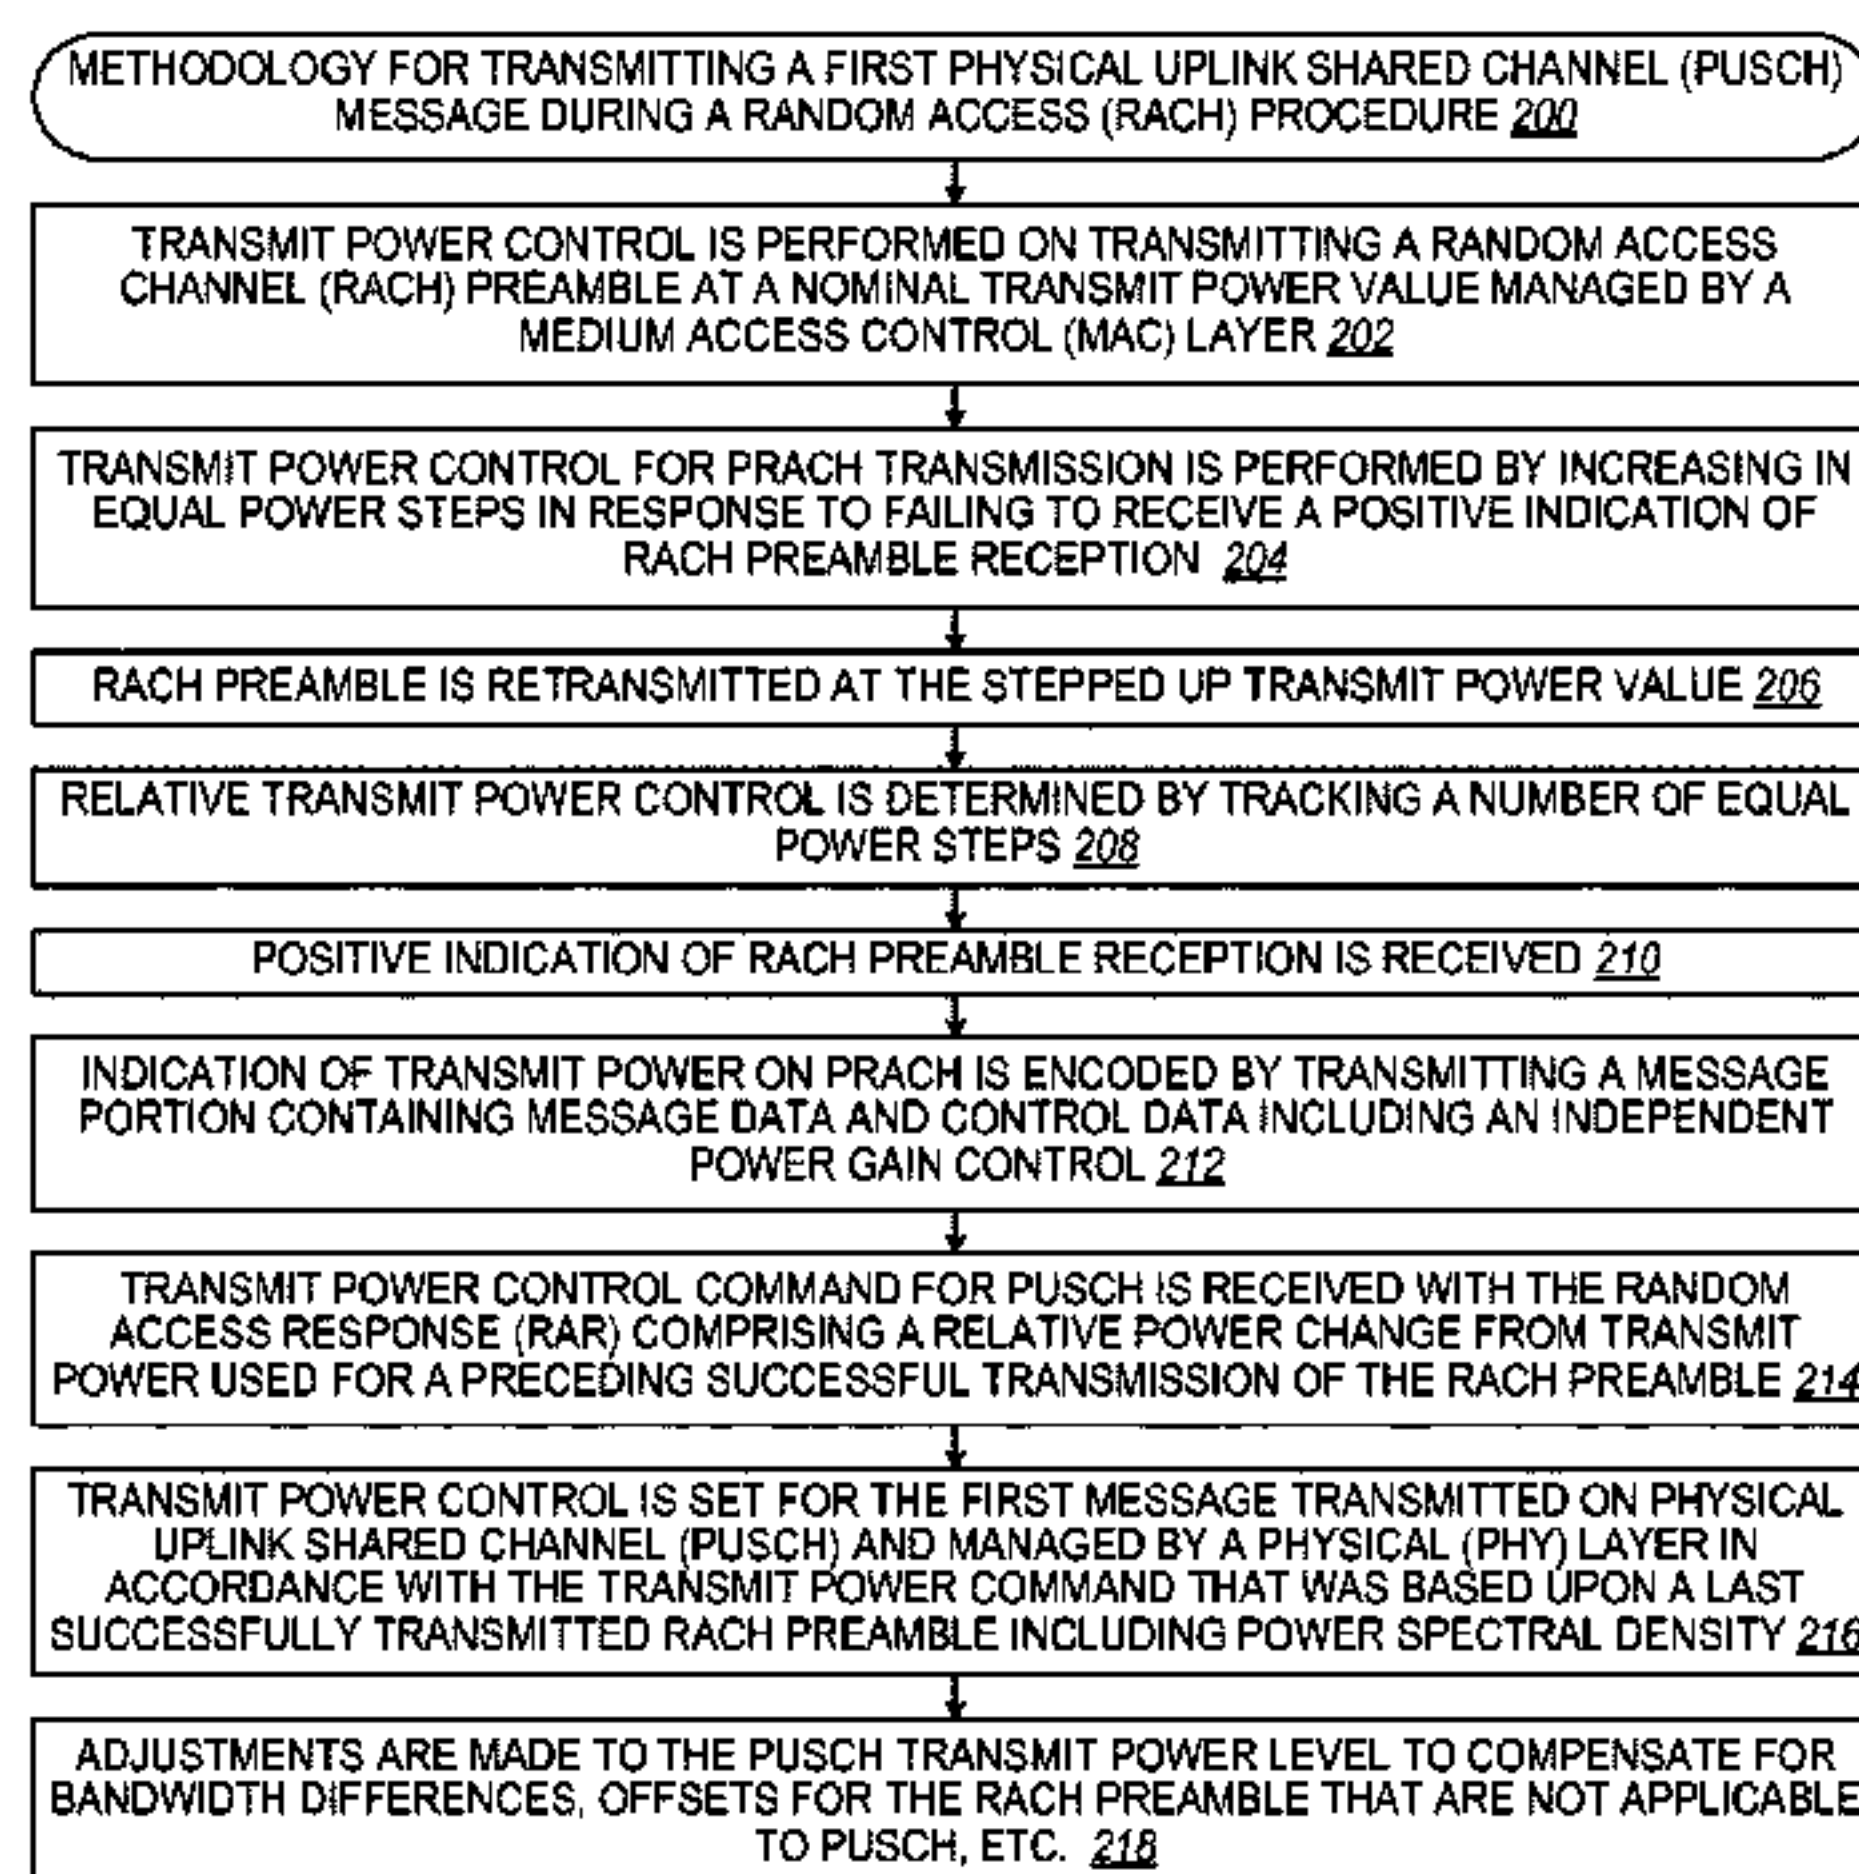 METHODOLOGY FOR TRANSMITTING A FIRST PHYSICAL UPLINK SHARED CHANNEL (PUSCH)
MESSAGE DURING A RANDOM ACCESS (RACH) PROCEDURE 200
TRANSMIT POWER CONTROL IS PERFORMED ON TRANSMITTING A RANDOM ACCESS
CHANNEL (RACH) PREAMBLE AT A NOMINAL TRANSMIT POWER VALUE MANAGED BY A
MEDIUM ACCESS CONTROL (MAC) LAYER 202
TRANSMIT POWER CONTROL FOR PRACH TRANSMISSION IS PERFORMED BY INCREASING IN
EQUAL POWER STEPS IN RESPONSE TO FAILING TO RECEIVE A POSITIVE INDICATION OF
RACH PREAMBLE RECEPTION 204
RACH PREAMBLE IS RETRANSMITTED AT THE STEPPED UP TRANSMIT POWER VALUE 206
RELATIVE TRANSMIT POWER CONTROL IS DETERMINED BY TRACKING A NUMBER OF EQUAL
POWER STEPS 208
POSITIVE INDICATION OF RACH PREAMBLE RECEPTION IS RECEIVED 210
INDICATION OF TRANSMIT POWER ON PRACH IS ENCODED BY TRANSMITTING A MESSAGE
PORTION CONTAINING MESSAGE DATA AND CONTROL DATA INCLUDING AN INDEPENDENT
POWER GAIN CONTROL 212
TRANSMIT POWER CONTROL COMMAND FOR PUSCH IS RECEIVED WITH THE RANDOM
ACCESS RESPONSE (RAR) COMPRISING A RELATIVE POWER CHANGE FROM TRANSMIT
POWER USED FOR A PRECEDING SUCCESSFUL TRANSMISSION OF THE RACH PREAMBLE 214
TRANSMIT POWER CONTROL IS SET FOR THE FIRST MESSAGE TRANSMITTED ON PHYSICAL
UPLINK SHARED CHANNEL (PUSCH) AND MANAGED BY A PHYSICAL (PHY) LAYER IN
ACCORDANCE WITH THE TRANSMIT POWER COMMAND THAT WAS BASED UPON A LAST
SUCCESSFULLY TRANSMITTED RACH PREAMBLE INCLUDING POWER SPECTRAL DENSITY 216
ADJUSTMENTS ARE MADE TO THE PUSCH TRANSMIT POWER LEVEL TO COMPENSATE FOR
BANDWIDTH DIFFERENCES, OFFSETS FOR THE RACH PREAMBLE THAT ARE NOT APPLICABLE
TO PUSCH, ETC. 218